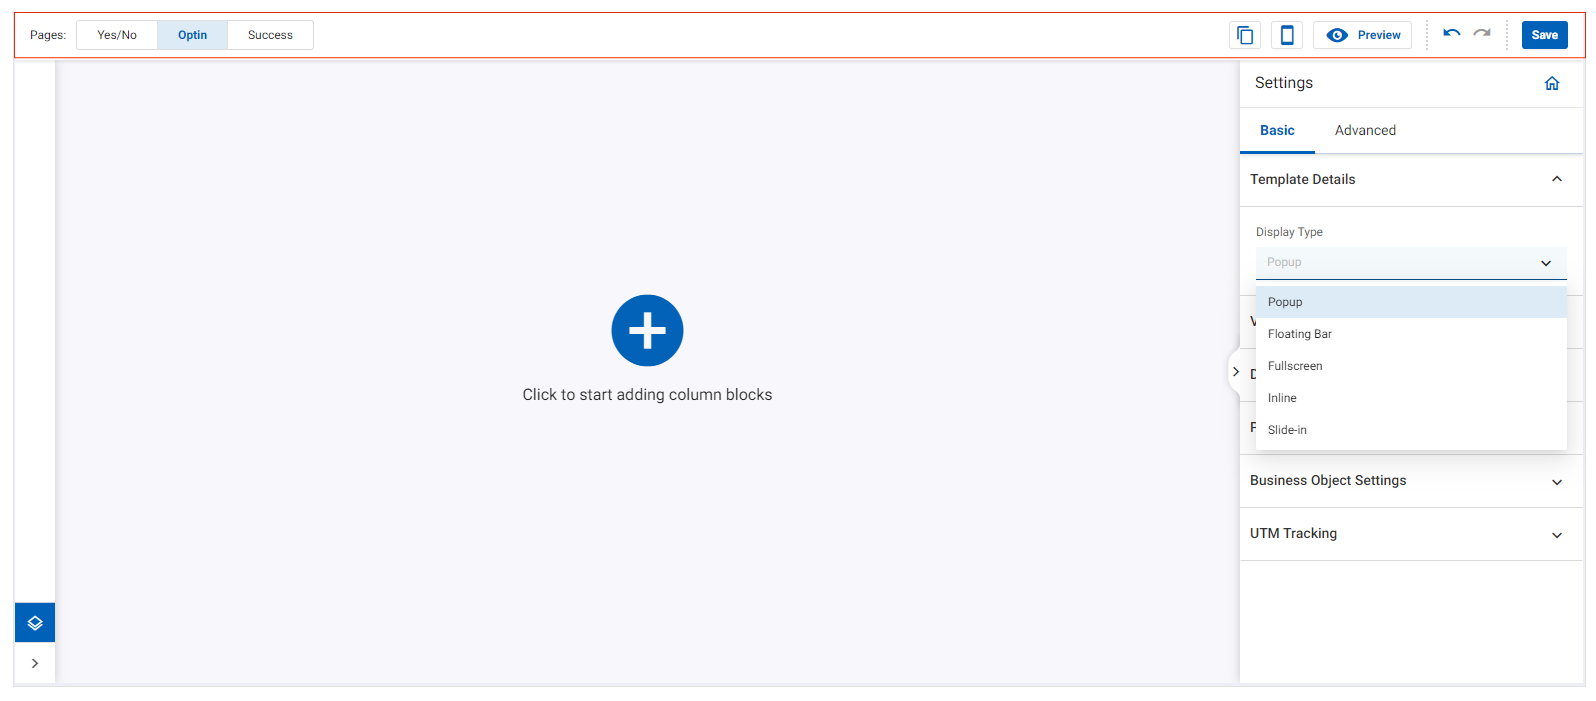 Pages: Yes/No Optin Success Preview Save
Settings
Basic Advanced
Template Details
Display Type
Popup
Popup
Floating Bar
Fullscreen
Inline
Slide-in
Business Object Settings
UTM Tracking
Click to start adding column blocks